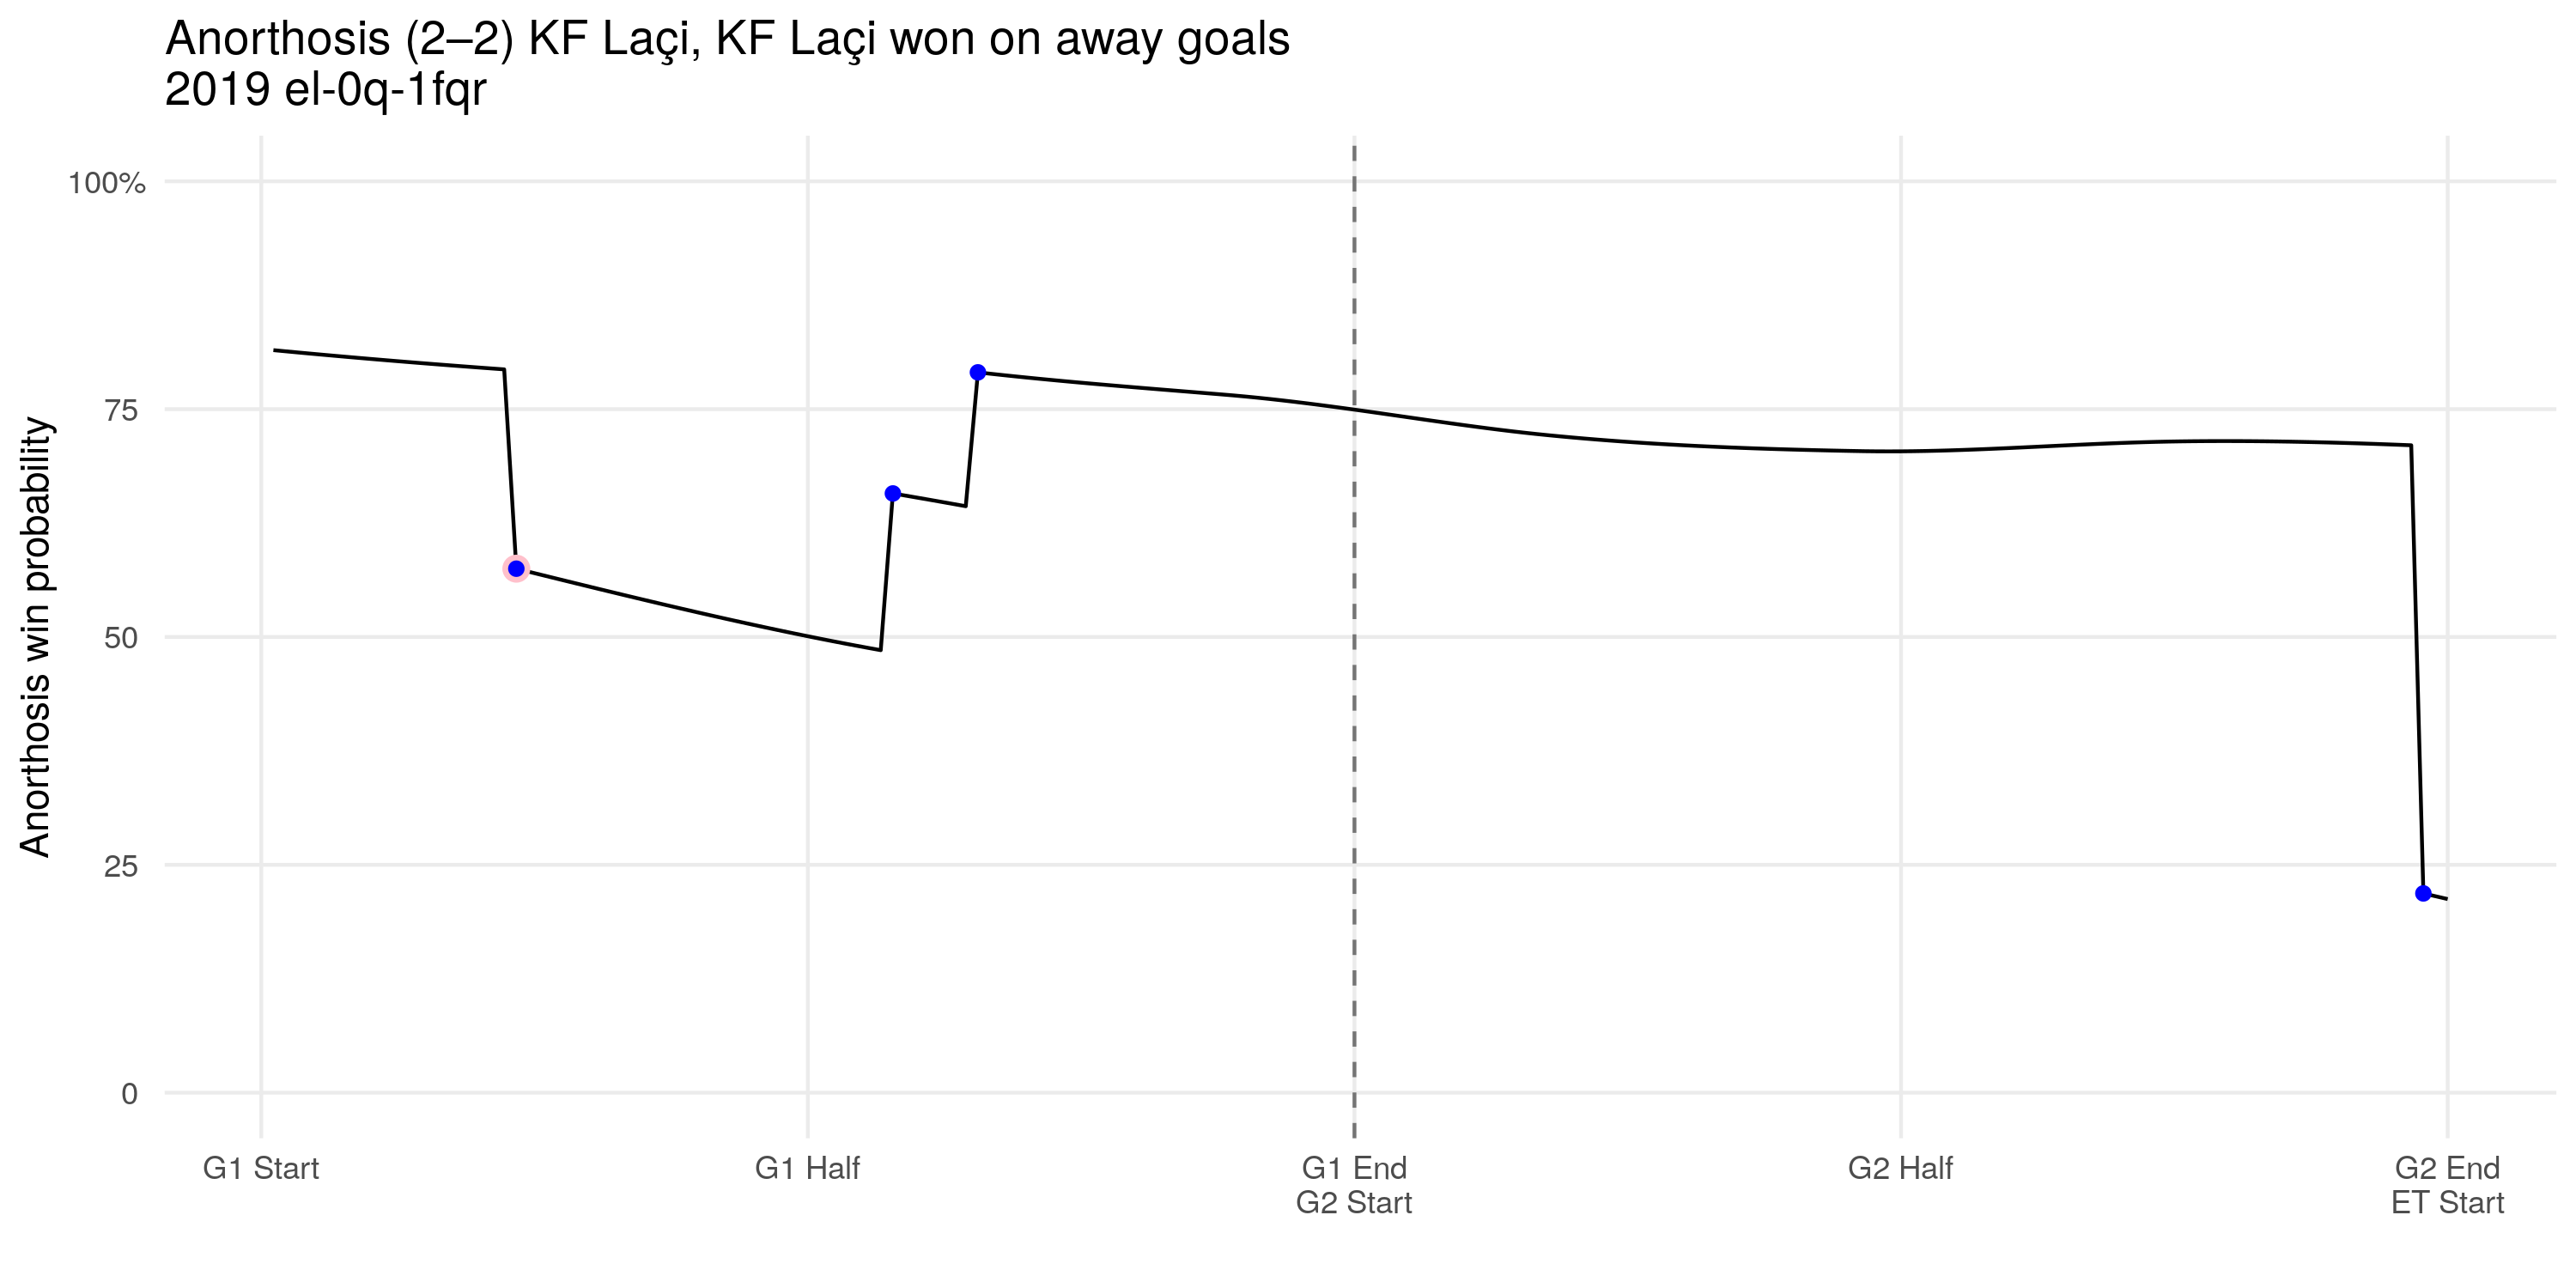 Anorthosis (2–2) KF Laçi, KF Laçi won on away goals
2019 el-0q-1fqr
Anorthosis win probability
100%
75
50
25
0
G1 Start
G1 Half
G1 End
G2 Start
G2 Half
G2 End
ET Start